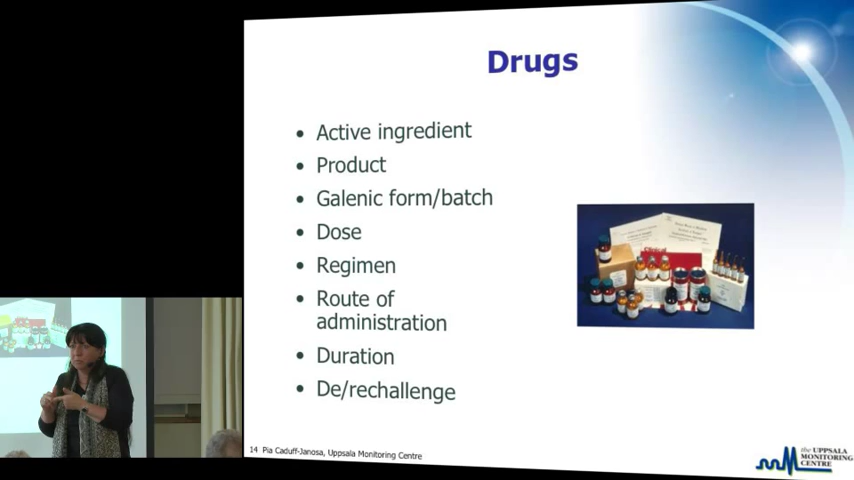 Drugs
• Active ingredient
• Product
• Galenic form/batch
• Dose
• Regimen
• Route of
administration
• Duration
• De/rechallenge
Clinical
14 Pia Caduff-Janosa, Uppsala Monitoring Centre
the UPPSALA
MONITORING
CENTRE